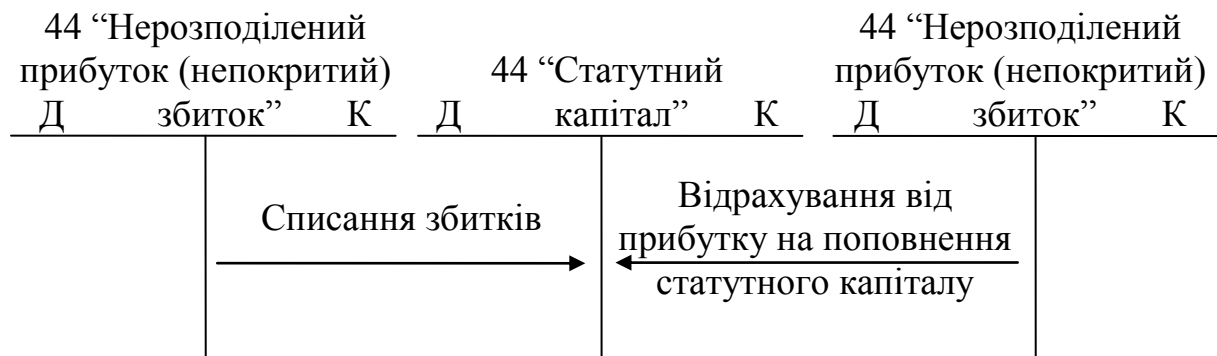 44 “Нерозподілений
прибуток (непокритий)
Д збиток” К
44 “Статутний
Д капітал” К
44 “Нерозподілений
прибуток (непокритий)
Д збиток” К
Списання збитків
Відрахування від
прибутку на поповнення
статутного капіталу